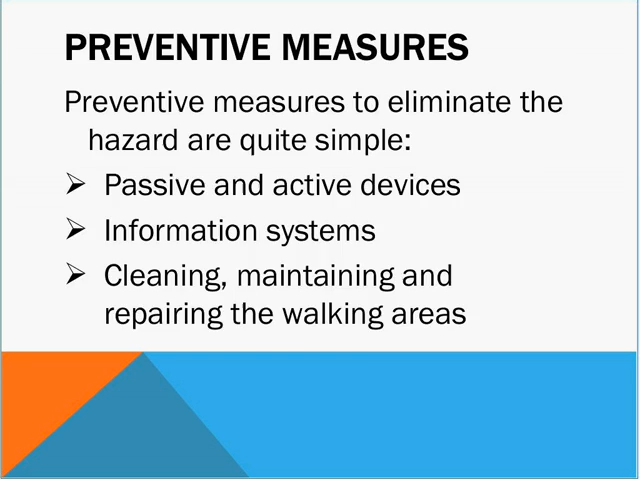 PREVENTIVE MEASURES
Preventive measures to eliminate the
hazard are quite simple:
➢ Passive and active devices
➢ Information systems
➢ Cleaning, maintaining and
repairing the walking areas